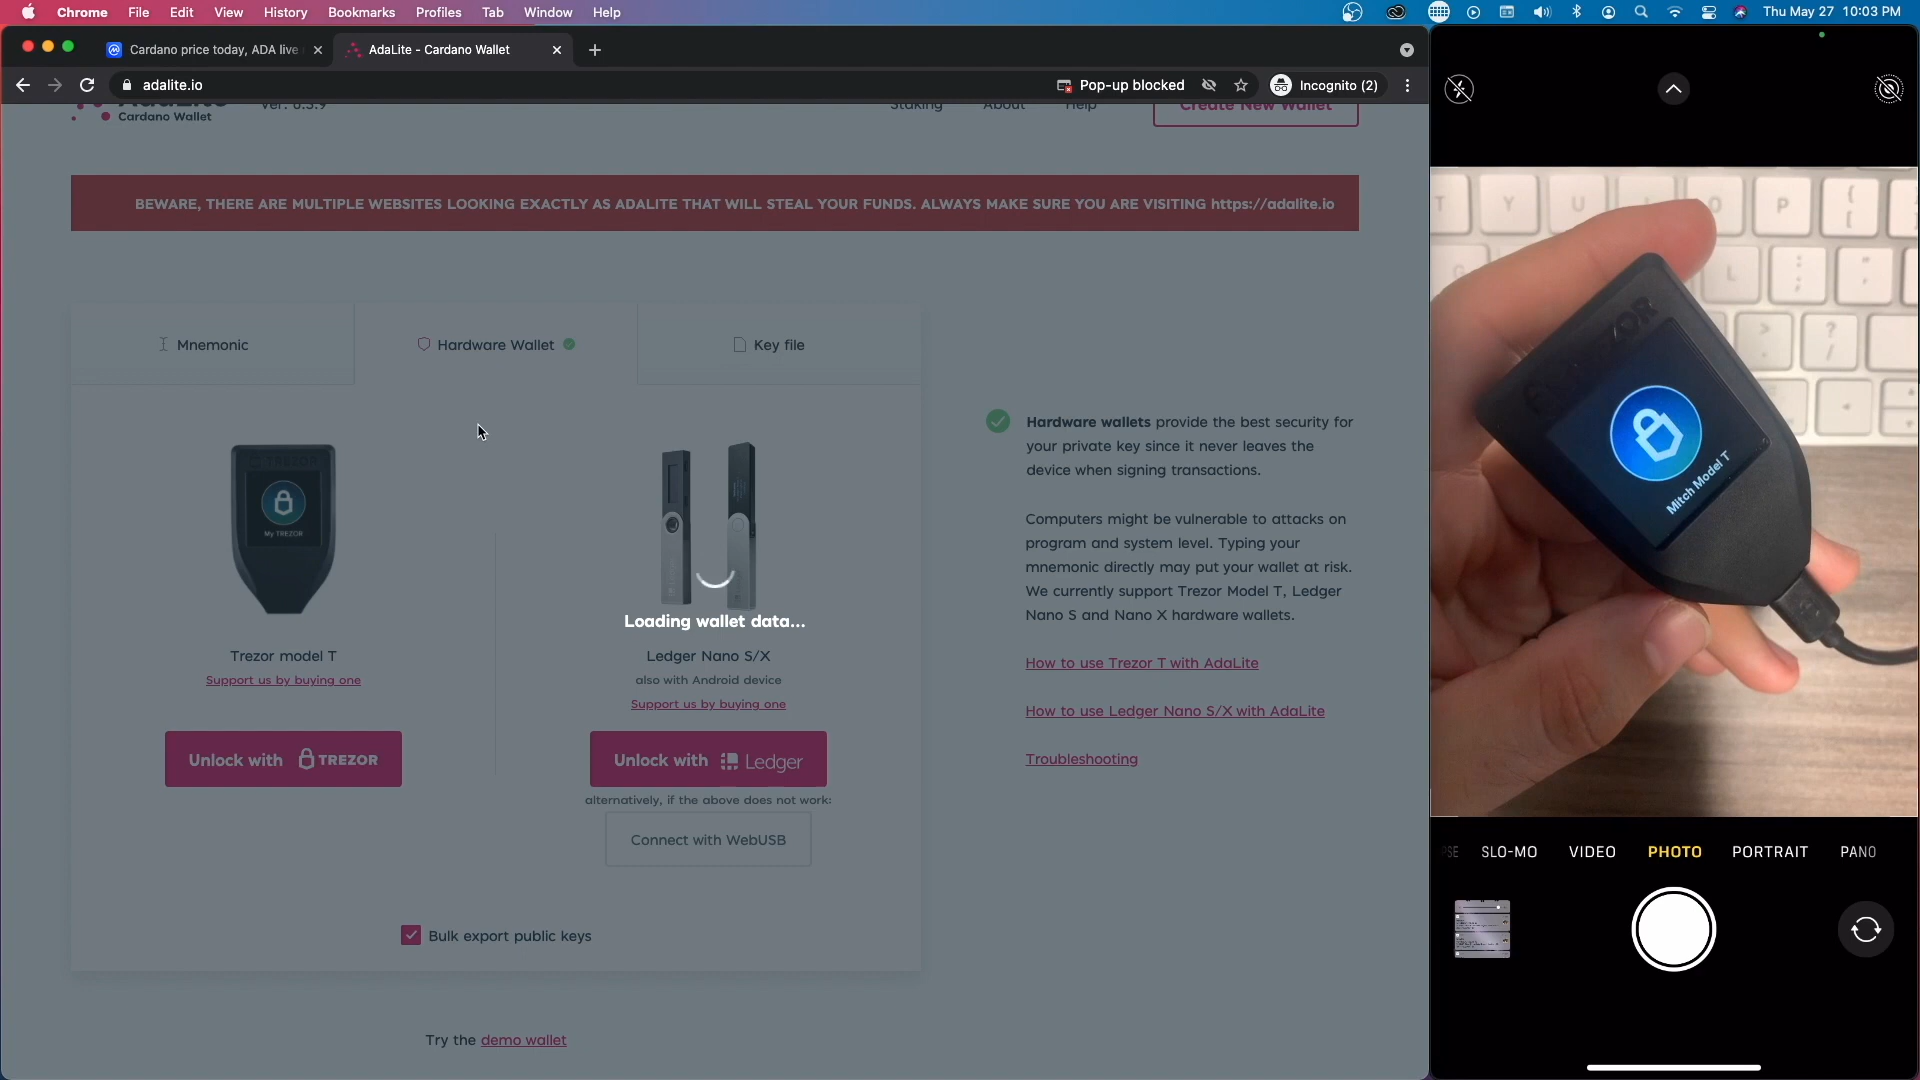 Chrome File Edit View History Bookmarks Profiles Tab Window Help
Thu May 27 10:03 PM
Cardano price today, ADA live
AdaLite - Cardano Wallet
adalite.io
Pop-up blocked
Incognito (2)
AdaLite
Ver. 6.3.9
Cardano Wallet
Staking About Help
Create New Wallet
BEWARE, THERE ARE MULTIPLE WEBSITES LOOKING EXACTLY AS ADALITE THAT WILL STEAL YOUR FUNDS. ALWAYS MAKE SURE YOU ARE VISITING https://adalite.io
Mnemonic
Hardware Wallet
Key file
TREZOR
My TREZOR
Loading wallet data...
Trezor model T
Support us by buying one
Ledger Nano S/X
also with Android device
Support us by buying one
Unlock with TREZOR
Unlock with Ledger
alternatively, if the above does not work:
Connect with WebUSB
Bulk export public keys
Try the demo wallet
Hardware wallets provide the best security for
your private key since it never leaves the
device when signing transactions.
Computers might be vulnerable to attacks on
program and system level. Typing your
mnemonic directly may put your wallet at risk.
We currently support Trezor Model T, Ledger
Nano S and Nano X hardware wallets.
How to use Trezor T with AdaLite
How to use Ledger Nano S/X with AdaLite
Troubleshooting
T Y U O P { [
G L : ; " '
> . ? /
TREZOR
Mitch Model T
SLO-MO VIDEO PHOTO PORTRAIT PANO